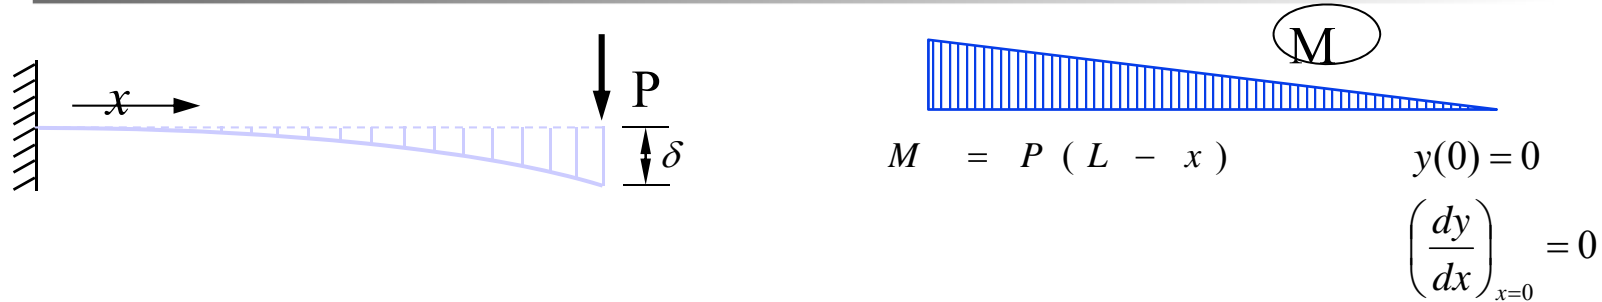 M
x
P
δ
M = P ( L − x )
y(0) = 0
(dy/dx)x=0 = 0